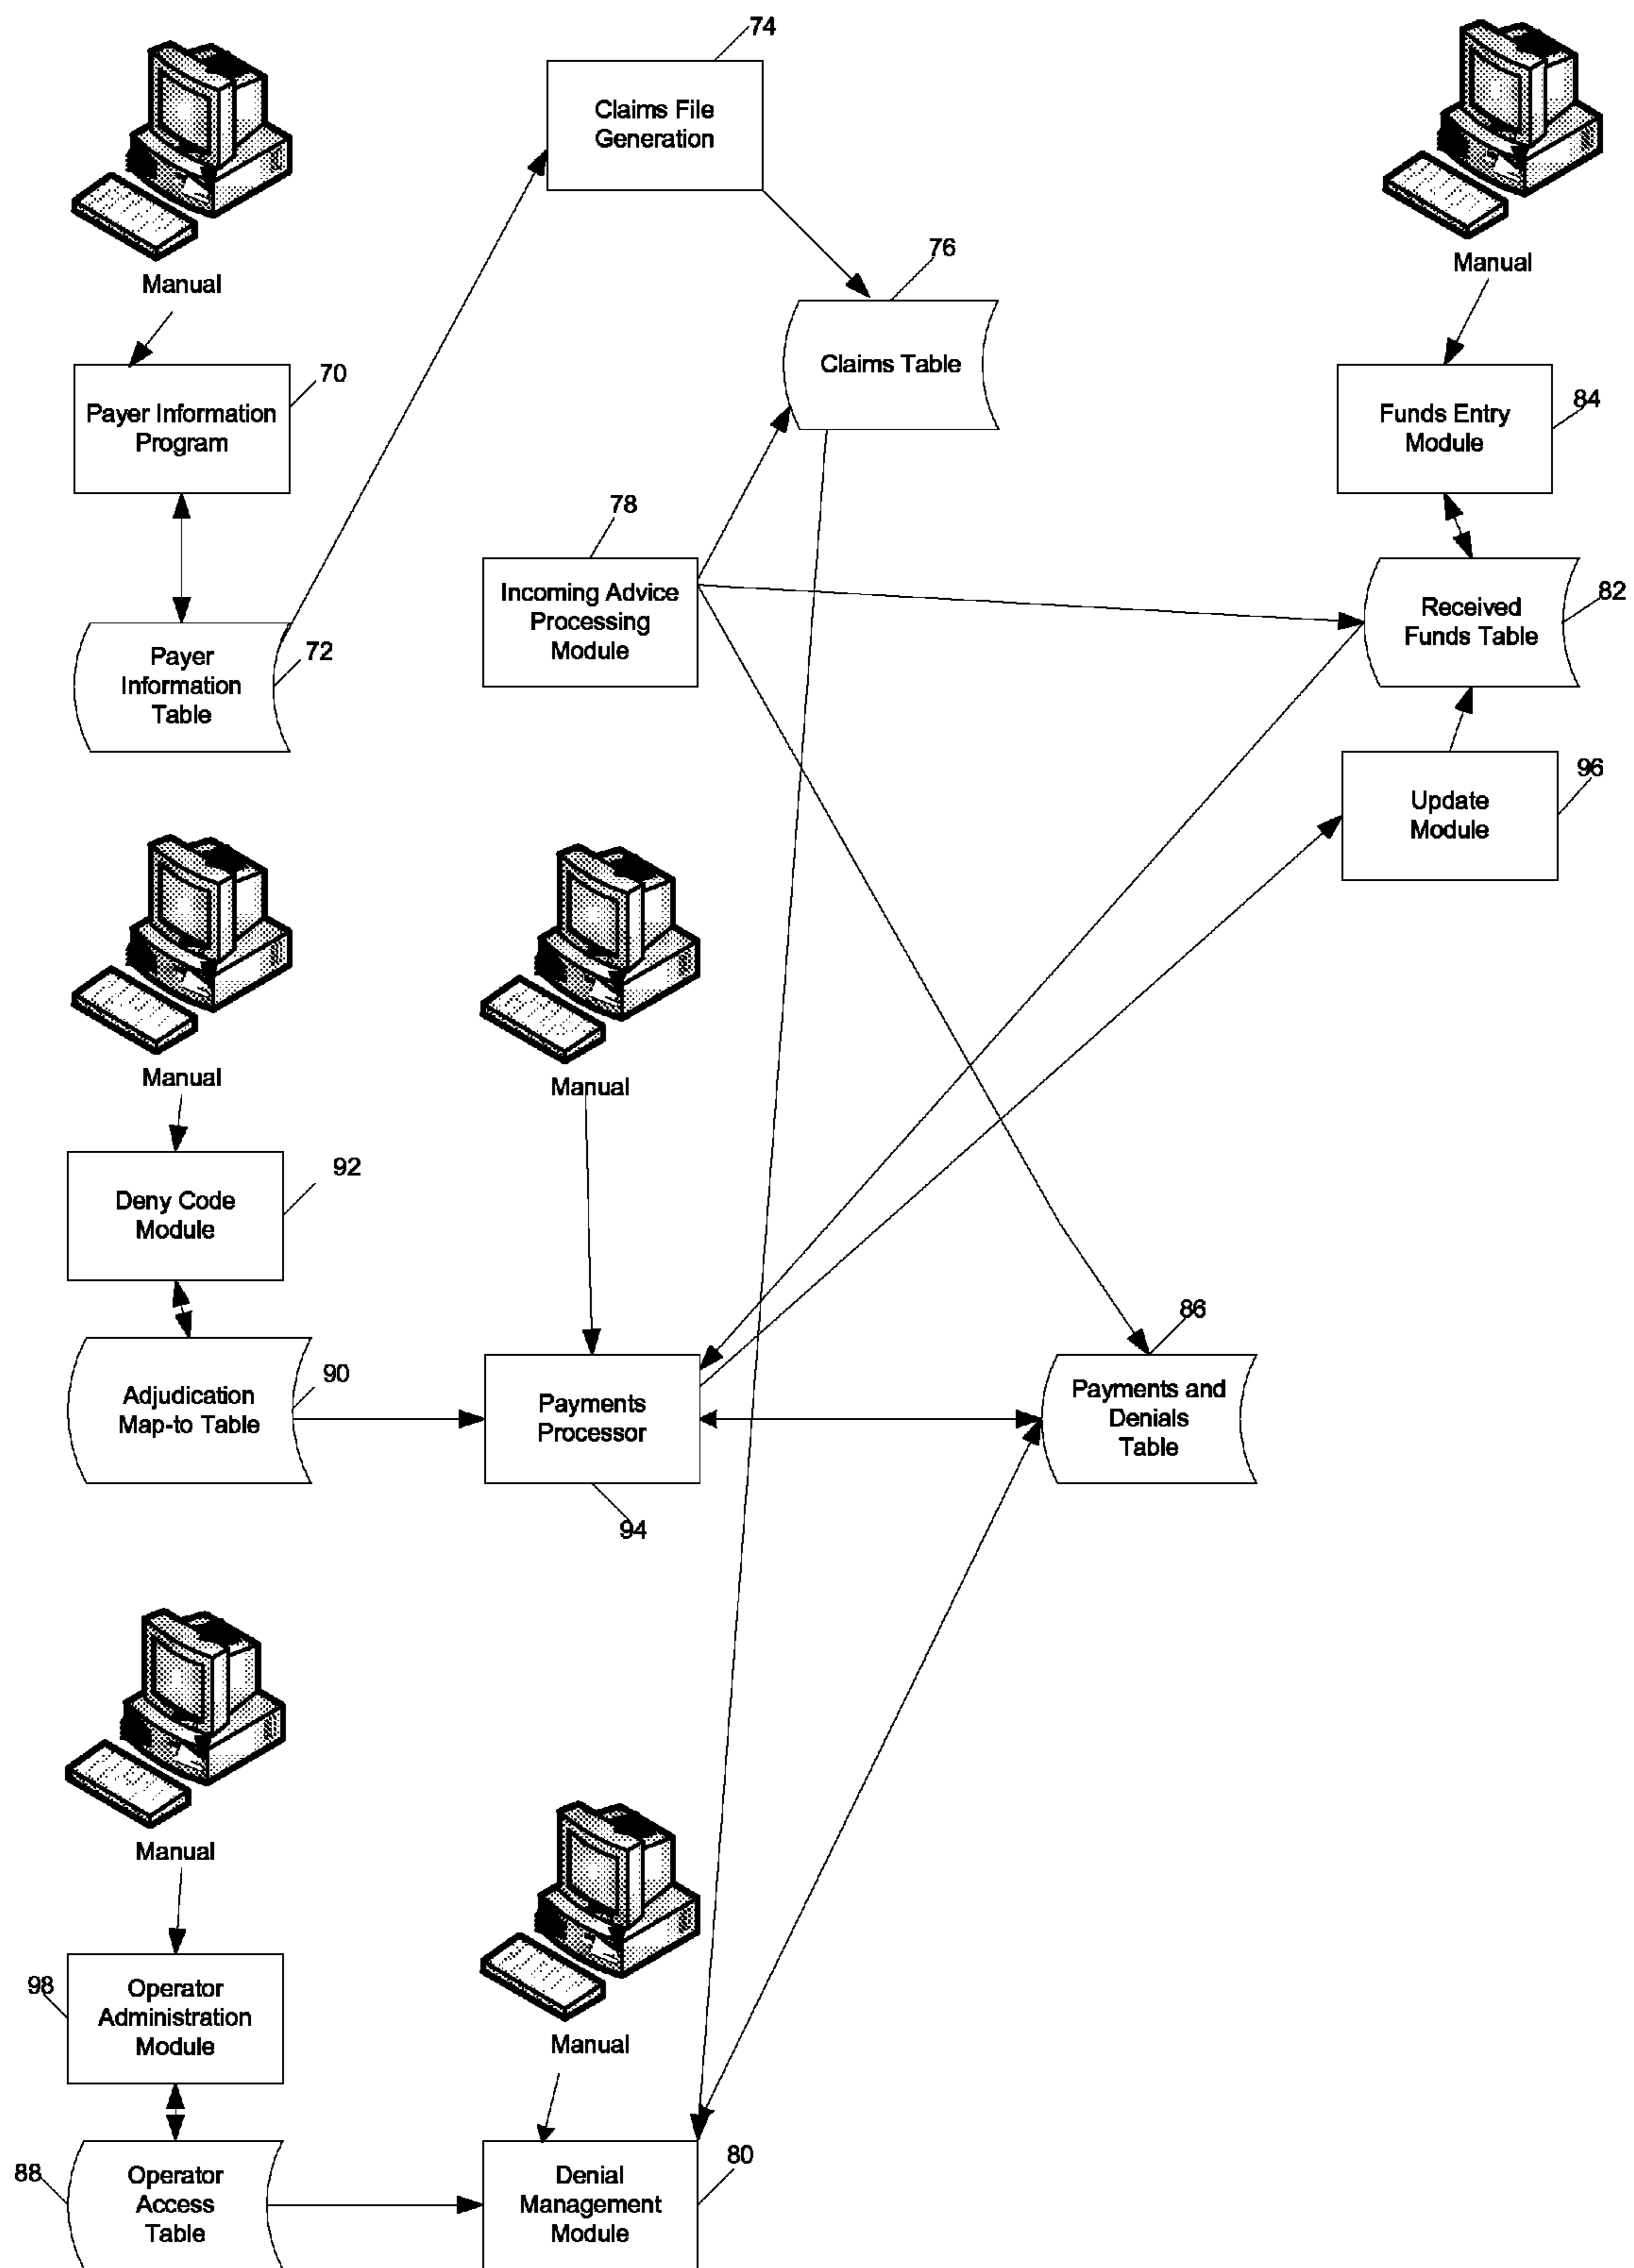 74
Claims File
Generation
Manual
76
Manual
Claims Table
70
Payer Information
Program
84
Funds Entry
Module
78
Incoming Advice
Processing
Module
82
Received
Funds Table
72
Payer
Information
Table
96
Update
Module
Manual
Manual
92
Deny Code
Module
86
90
Adjudication
Map-to Table
Payments
Processor
Payments and
Denials
Table
94
Manual
98
Operator
Administration
Module
Manual
88
Operator
Access
Table
80
Denial
Management
Module